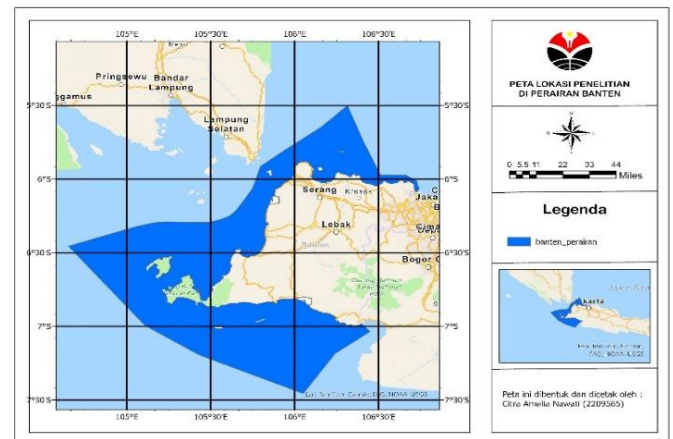 105°E 105°30'E 106°E 106°30'E
Pringsewu
Bandar Lampung
Lampung Selatan
5°30'S 5°30'S
6°S 6°S
6°30'S 6°30'S
7°S 7°S
7°30'S 7°30'S
Serang
Lebak
Bogor
105°E 105°30'E 106°E 106°30'E
PETA LOKASI PENELITIAN
DI PERAIRAN BANTEN
0 5.5 11 22 33 44
Miles
Legenda
banten_perairan
Peta ini dibentuk dan dicetak oleh :
Citra Amelia Nawati (2209565)